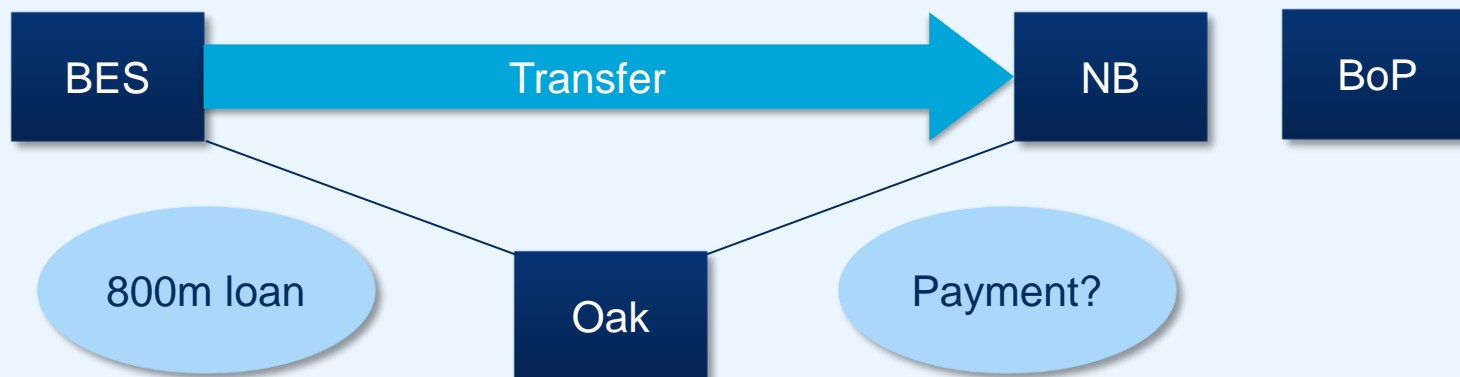 BES
Transfer
NB
BoP
800m loan
Oak
Payment?